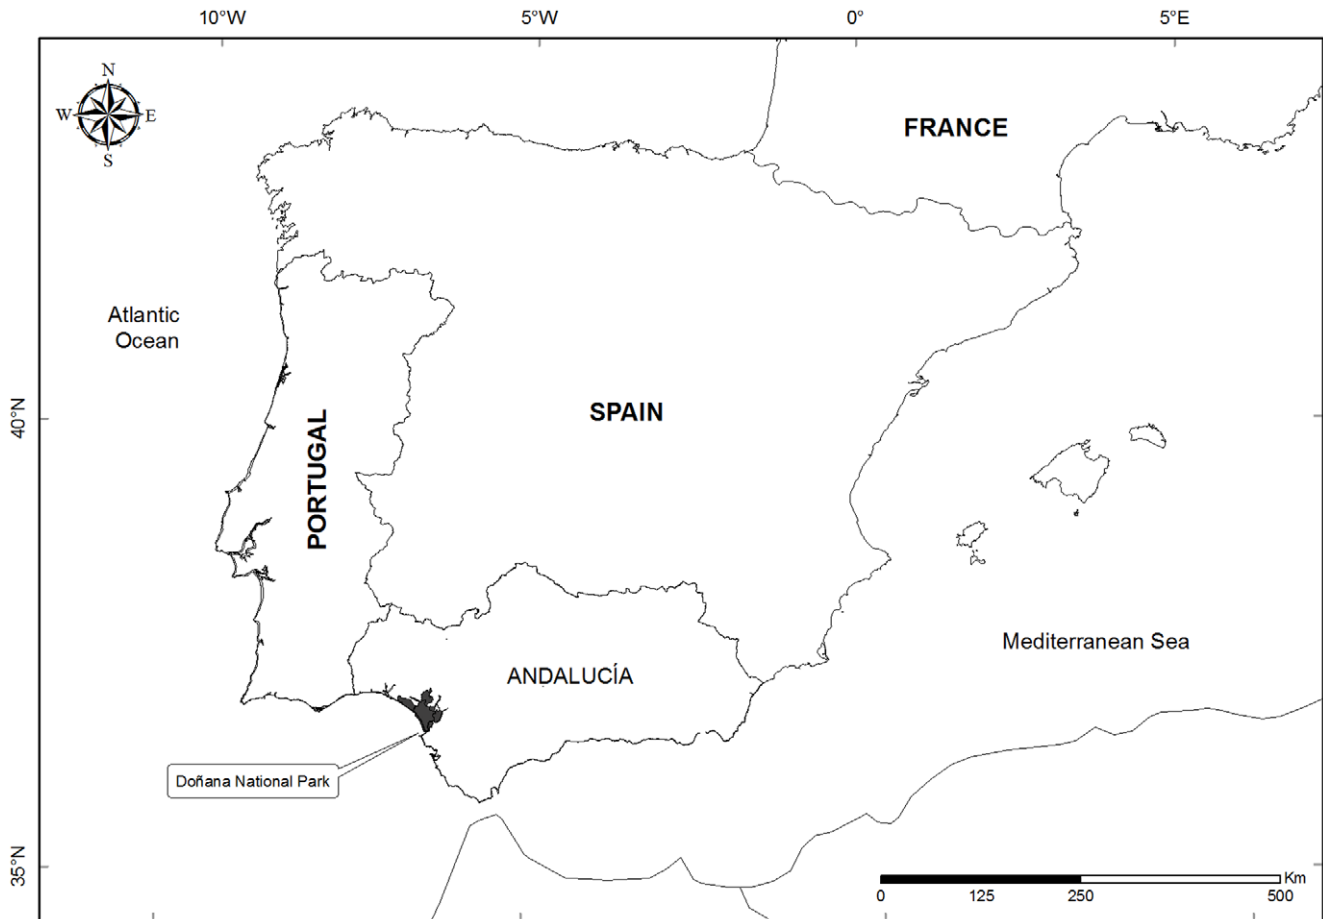 10°W
5°W
0°
5°E
N
W
E
S
FRANCE
Atlantic
Ocean
40°N
SPAIN
PORTUGAL
Mediterranean Sea
ANDALUCÍA
Doñana National Park
35°N
Km
0
125
250
500